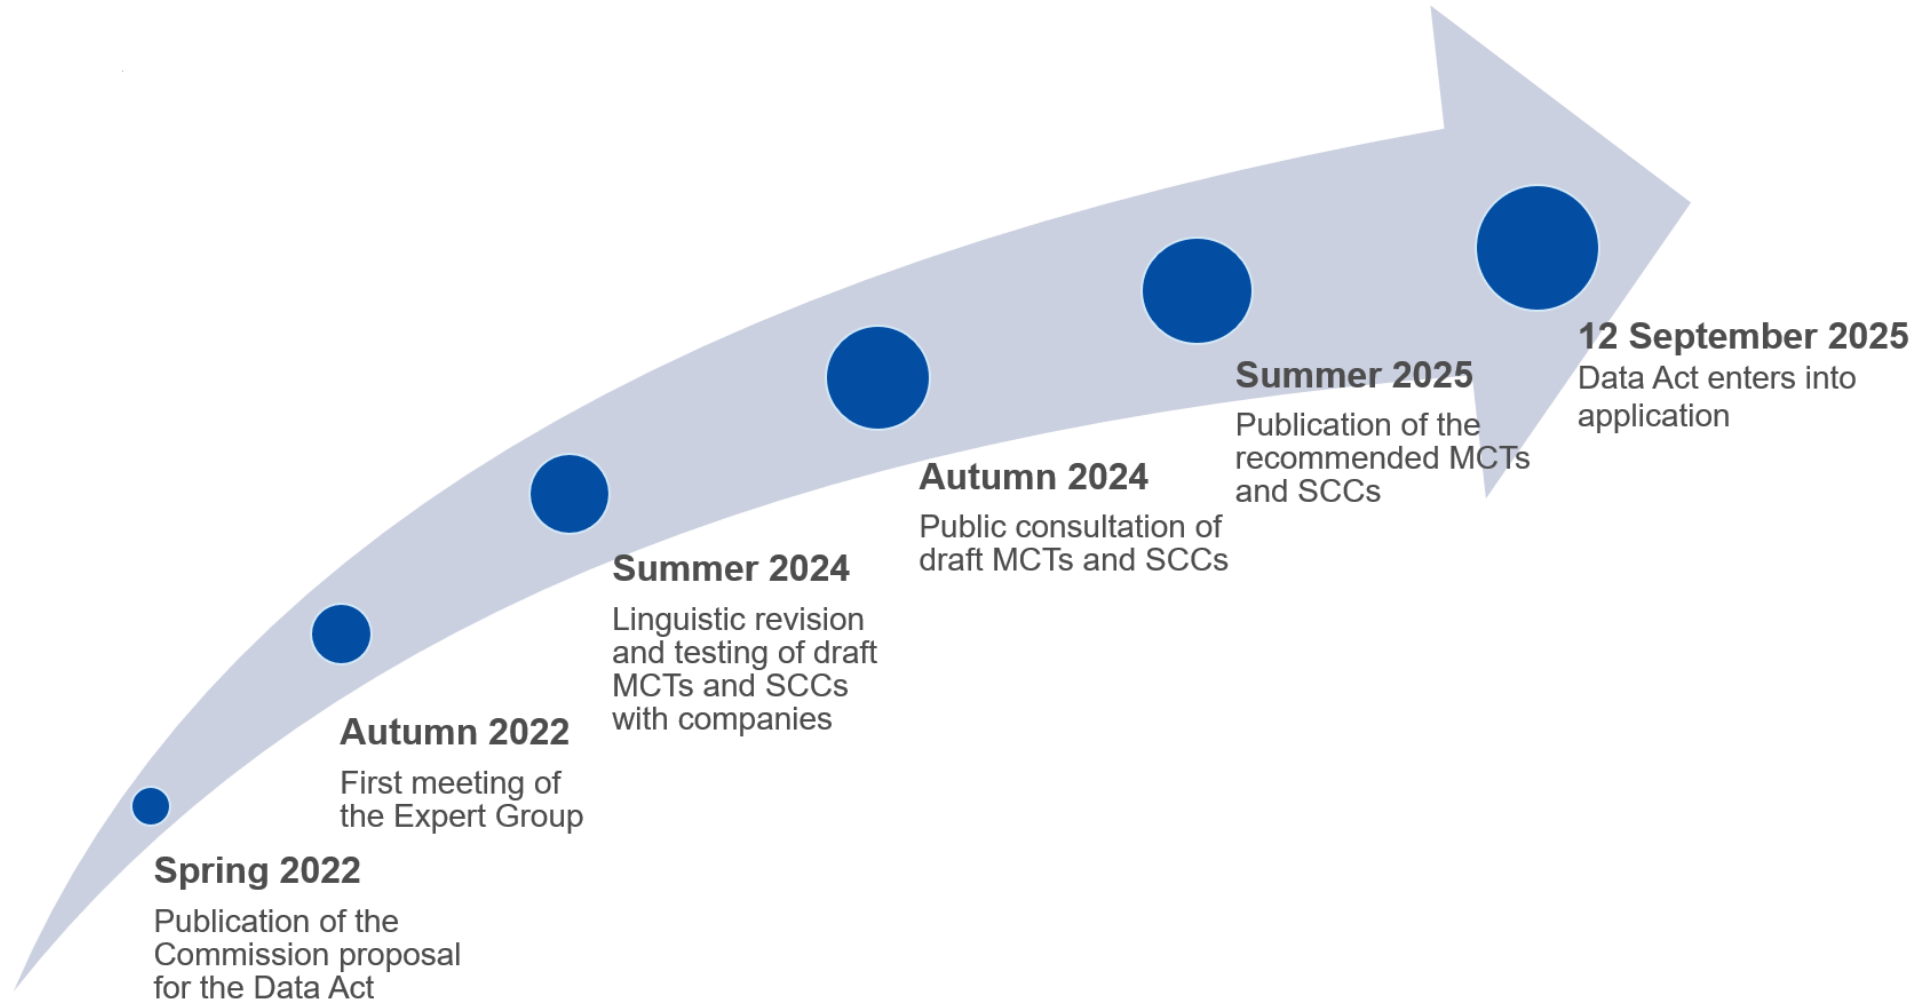 Spring 2022
Publication of the
Commission proposal
for the Data Act
Autumn 2022
First meeting of
the Expert Group
Summer 2024
Linguistic revision
and testing of draft
MCTs and SCCs
with companies
Autumn 2024
Public consultation of
draft MCTs and SCCs
Summer 2025
Publication of the
recommended MCTs
and SCCs
12 September 2025
Data Act enters into
application